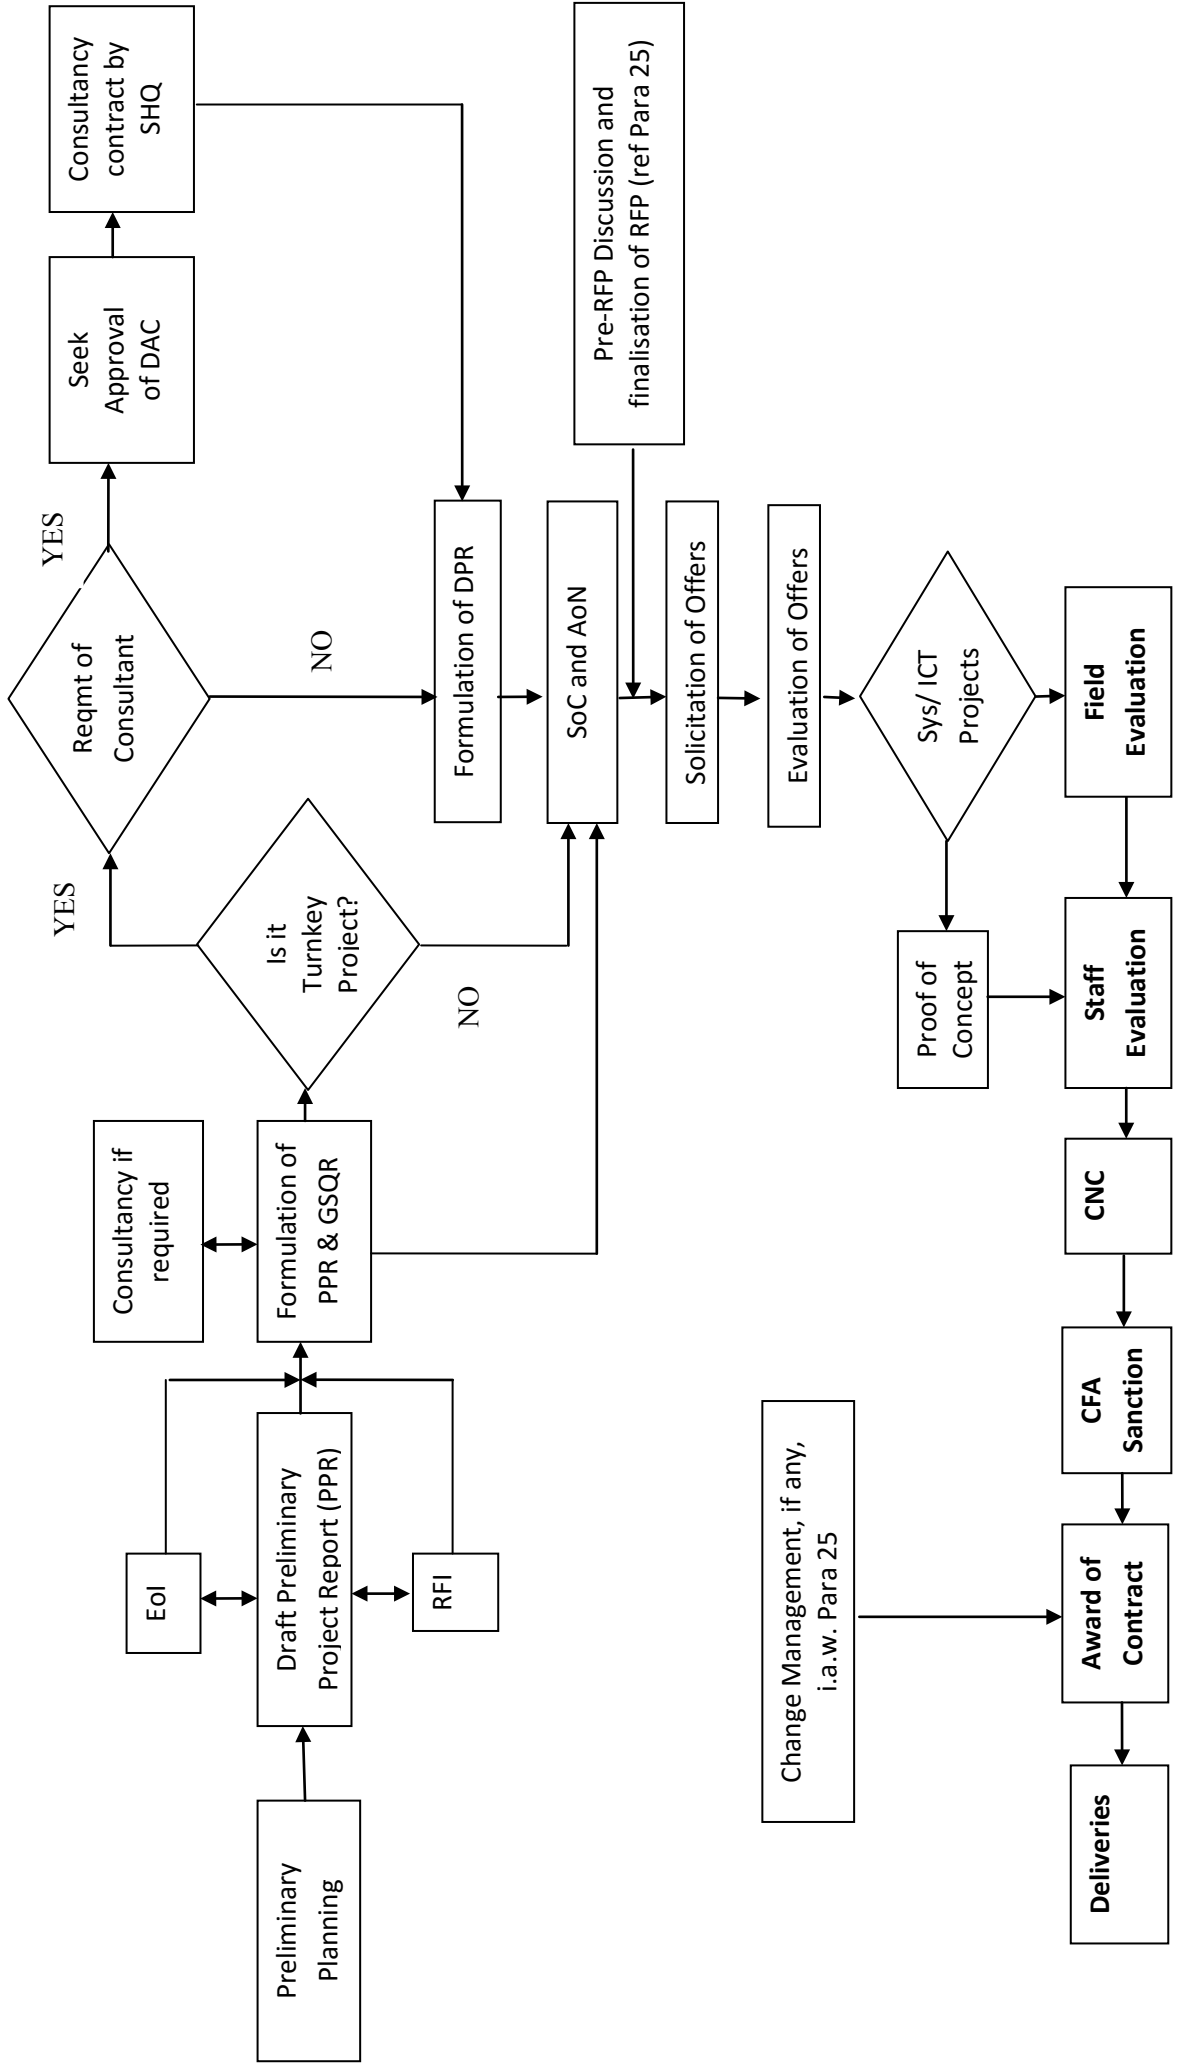 Preliminary
Planning
EoI
Draft Preliminary
Project Report (PPR)
RFI
Consultancy if
required
Formulation of
PPR & GSQR
Is it
Turnkey
Project?
YES
NO
Reqmt of
Consultant
YES
NO
Seek
Approval
of DAC
Consultancy
contract by
SHQ
Formulation of DPR
SoC and AoN
Pre-RFP Discussion and
finalisation of RFP (ref Para 25)
Solicitation of Offers
Evaluation of Offers
Sys/ ICT
Projects
Proof of
Concept
Field
Evaluation
Staff
Evaluation
CNC
CFA
Sanction
Change Management, if any,
i.a.w. Para 25
Award of
Contract
Deliveries